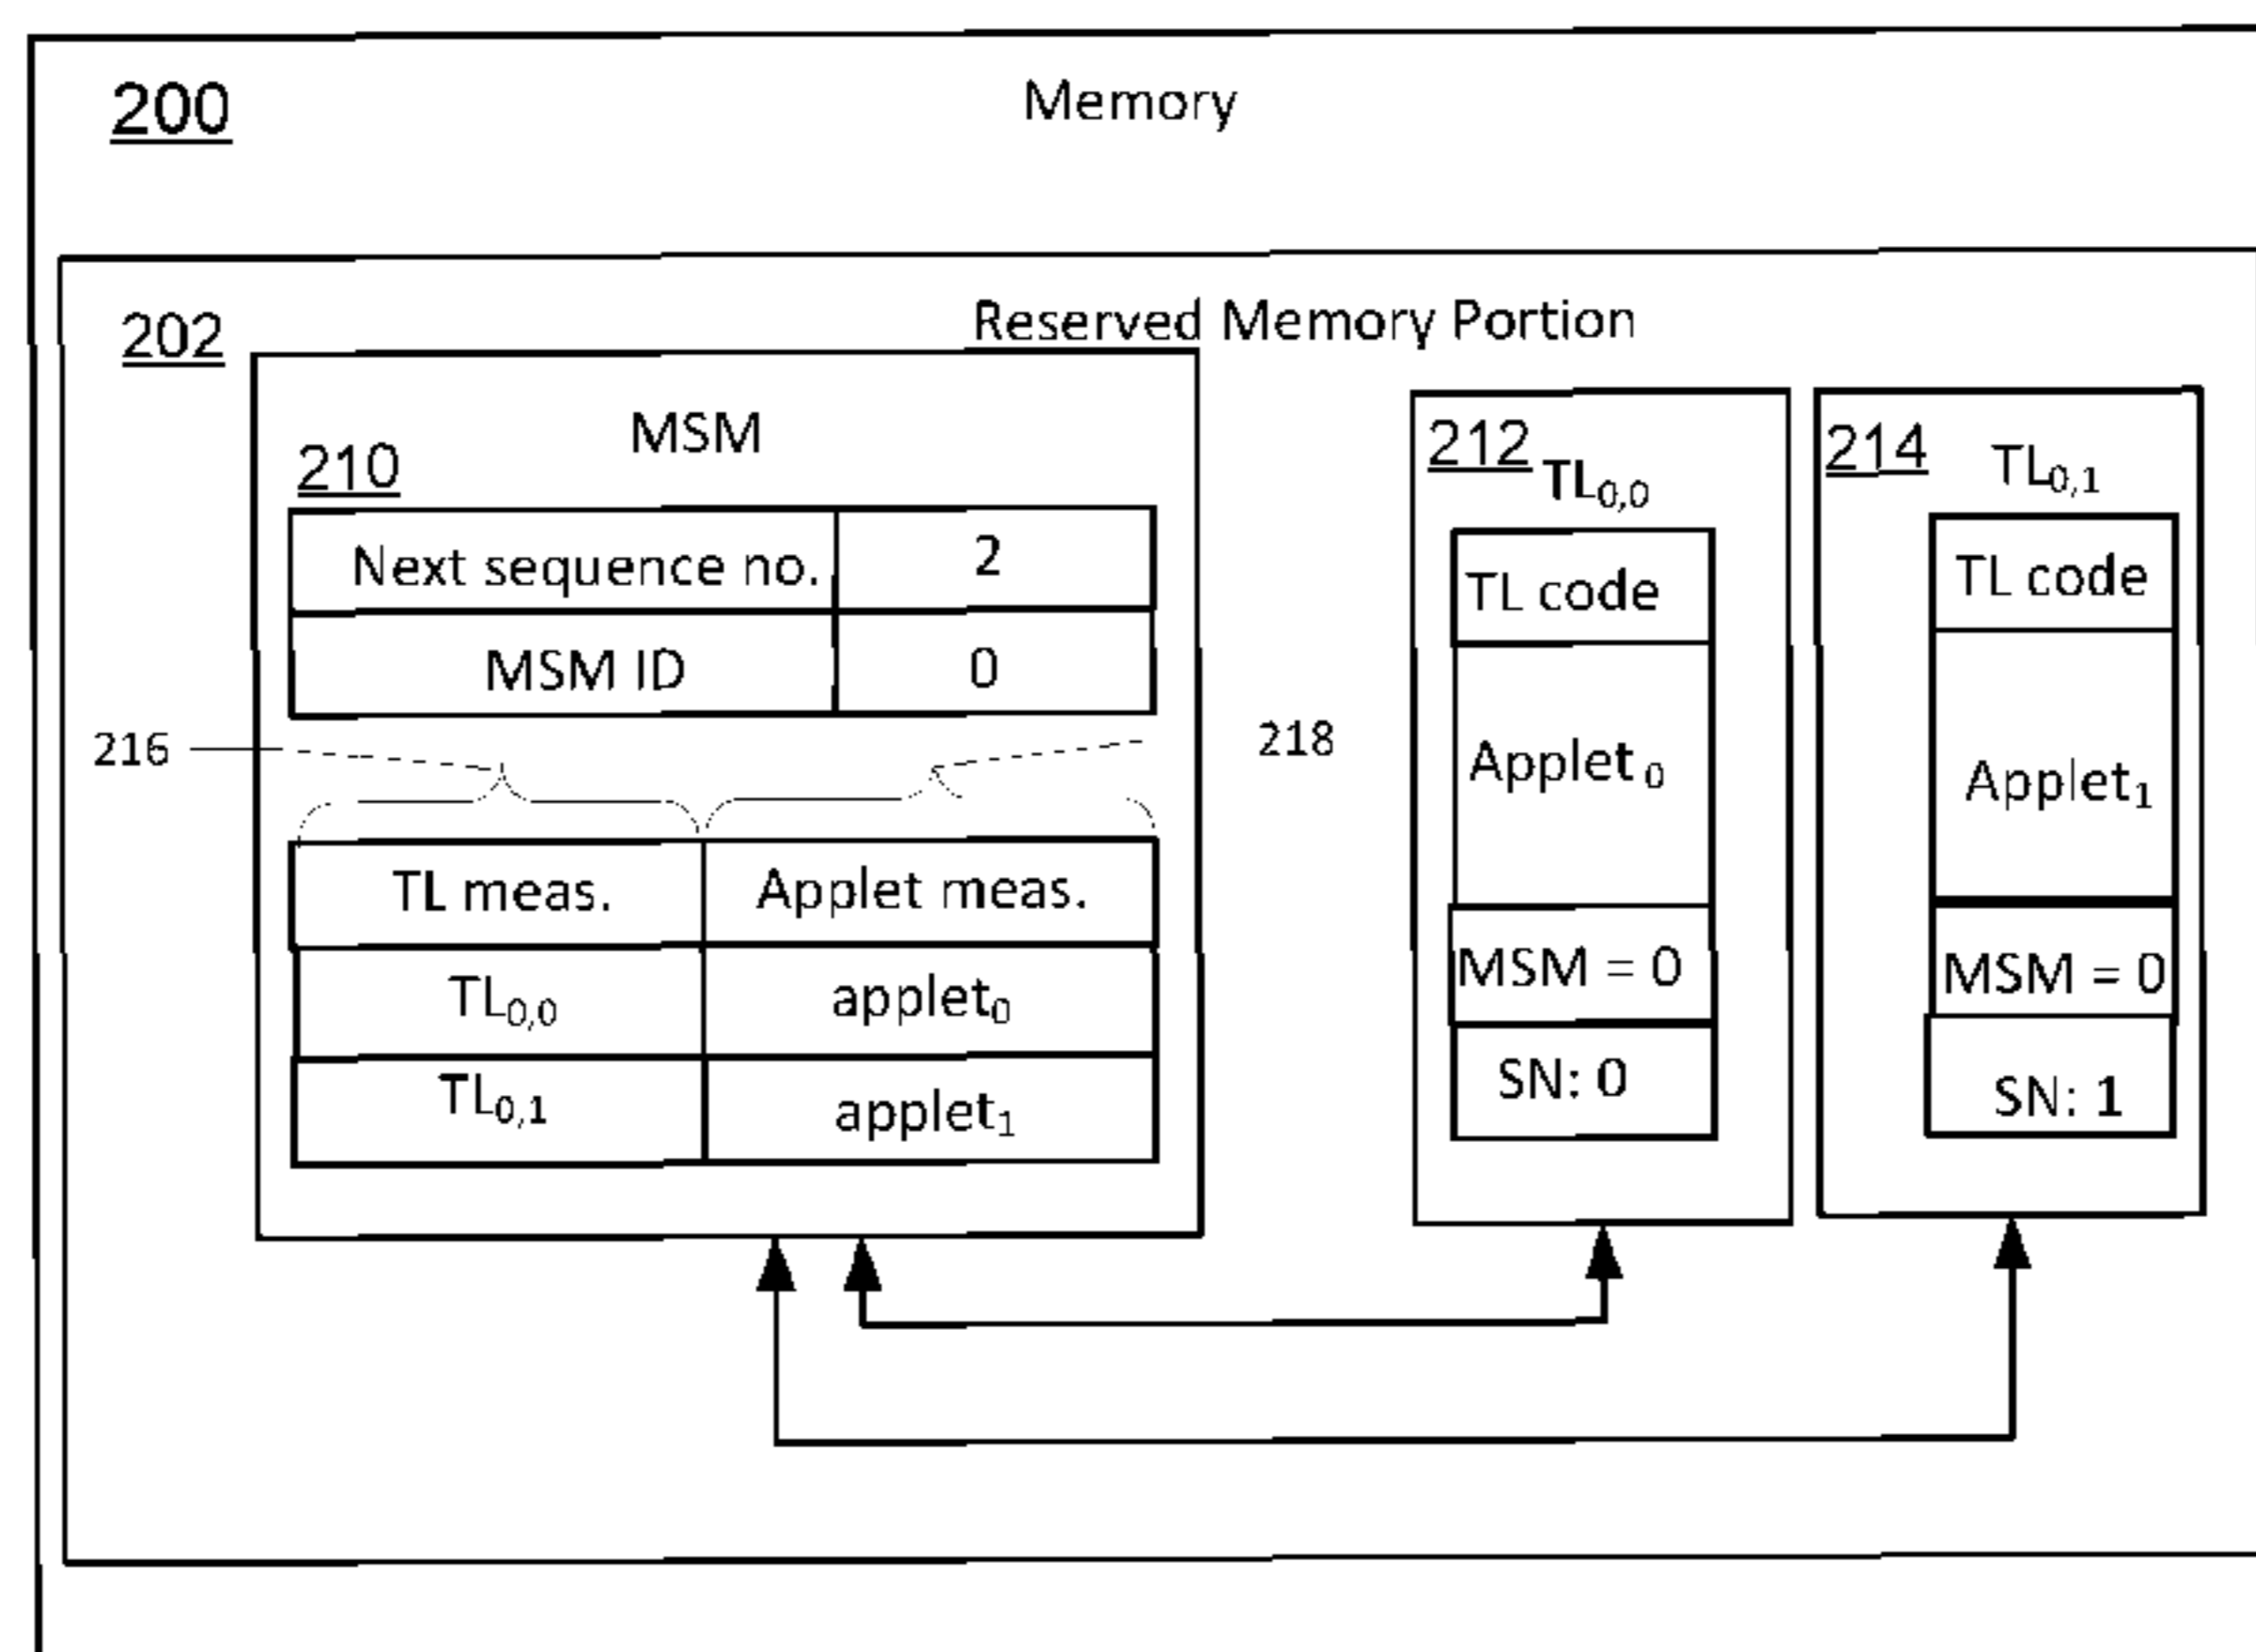 200
Memory
202
Reserved Memory Portion
MSM
210
Next sequence no. 2
MSM ID 0
216
218
TL meas. Applet meas.
TL0,0 applet0
TL0,1 applet1
212
TL0,0
TL code
Applet 0
MSM = 0
SN: 0
214
TL0,1
TL code
Applet1
MSM = 0
SN: 1